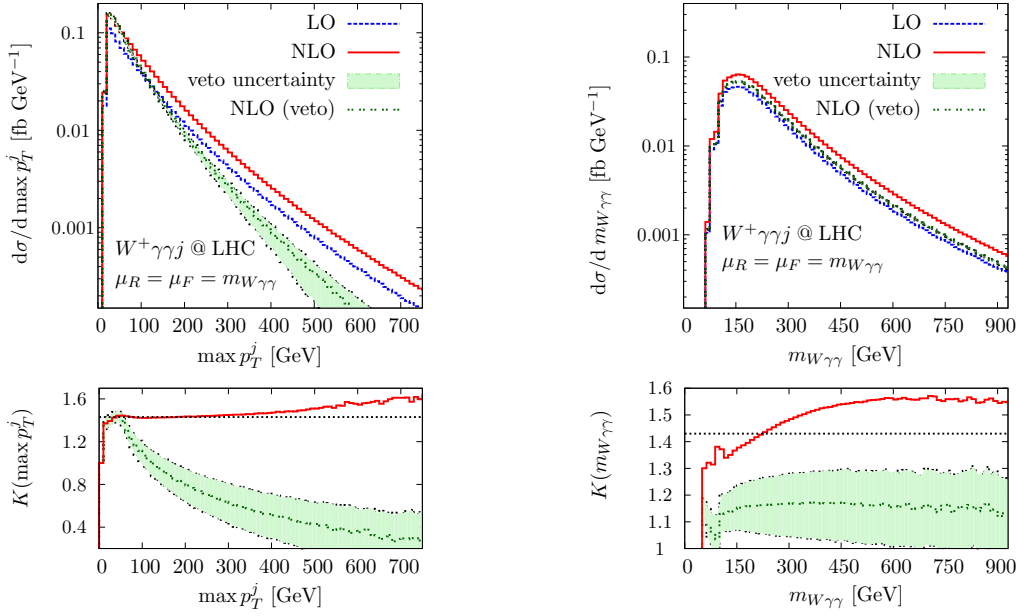 LO
NLO
veto uncertainty
NLO (veto)
dσ/d max p_T^j [fb GeV⁻¹]
0.1
0.01
0.001
W⁺γγj @ LHC
μ_R = μ_F = m_Wγγ
0 100 200 300 400 500 600 700
max p_T^j [GeV]
K(max p_T^j)
1.6
1.2
0.8
0.4
0 100 200 300 400 500 600 700
max p_T^j [GeV]
LO
NLO
veto uncertainty
NLO (veto)
dσ/d m_Wγγ [fb GeV⁻¹]
0.1
0.01
0.001
W⁺γγj @ LHC
μ_R = μ_F = m_Wγγ
0 150 300 450 600 750 900
m_Wγγ [GeV]
K(m_Wγγ)
1.6
1.5
1.4
1.3
1.2
1.1
1
0 150 300 450 600 750 900
m_Wγγ [GeV]